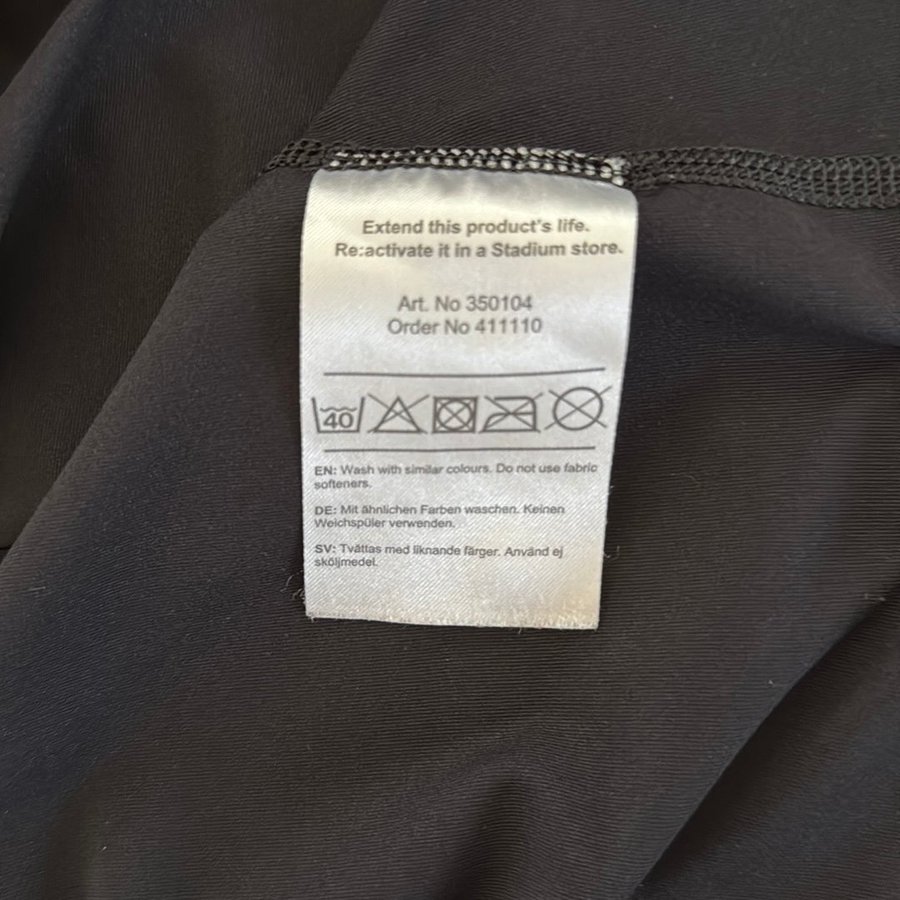 Extend this product's life.
Re:activate it in a Stadium store.
Art. No 350104
Order No 411110
40
EN: Wash with similar colours. Do not use fabric
softeners.
DE: Mit ähnlichen Farben waschen. Keinen
Weichspüler verwenden.
SV: Tvättas med liknande färger. Använd ej
sköljmedel.